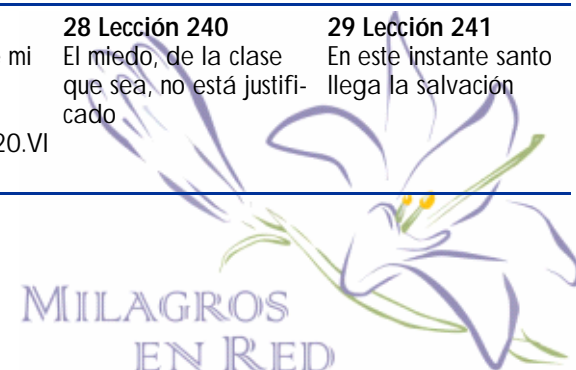 mi
20.VI
28 Lección 240
El miedo, de la clase
que sea, no está justifi-
cado
29 Lección 241
En este instante santo
llega la salvación
MILAGROS
EN RED